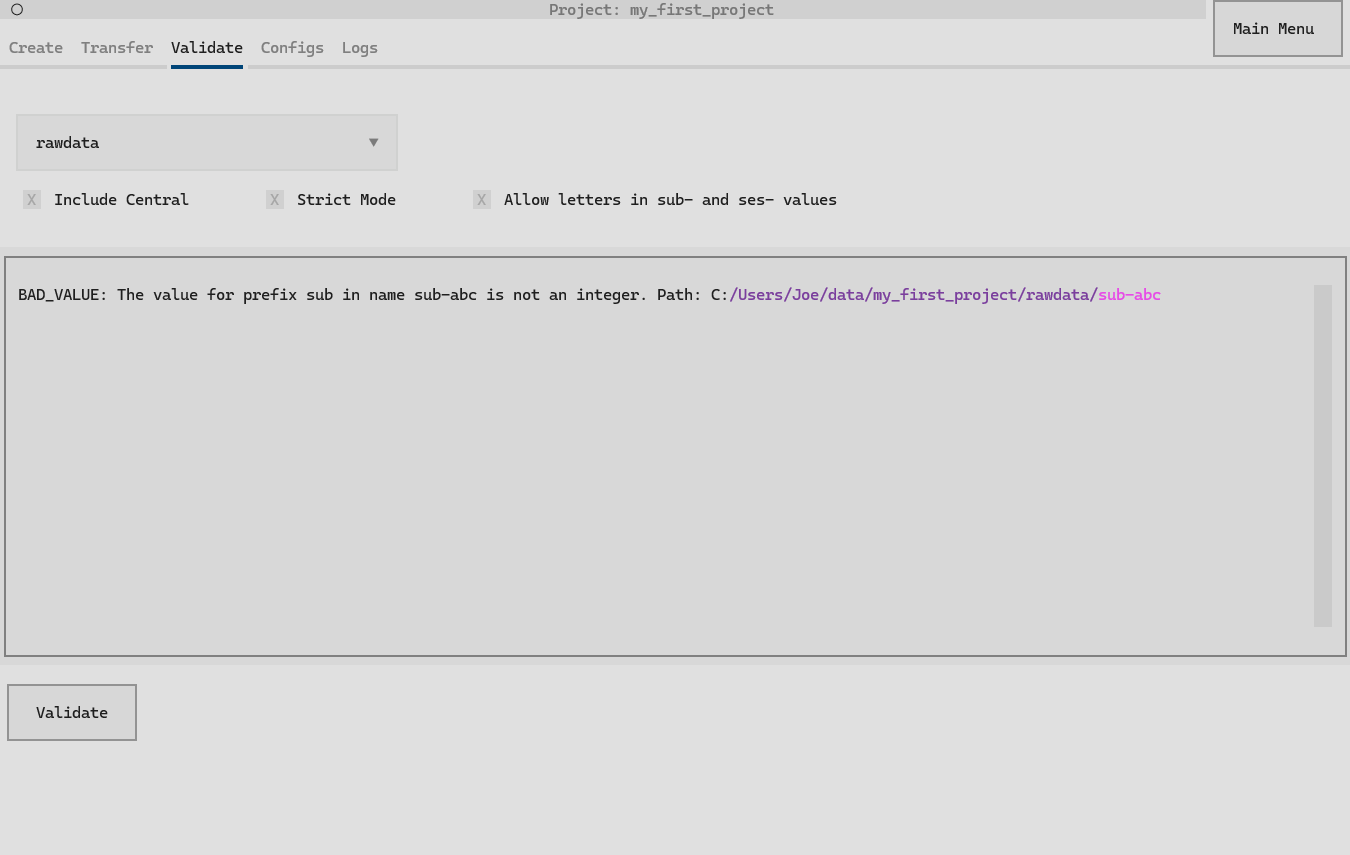 Project: my_first_project
Main Menu
Create Transfer Validate Configs Logs
rawdata ▼
X Include Central X Strict Mode X Allow letters in sub- and ses- values
BAD_VALUE: The value for prefix sub in name sub-abc is not an integer. Path: C:/Users/Joe/data/my_first_project/rawdata/sub-abc
Validate